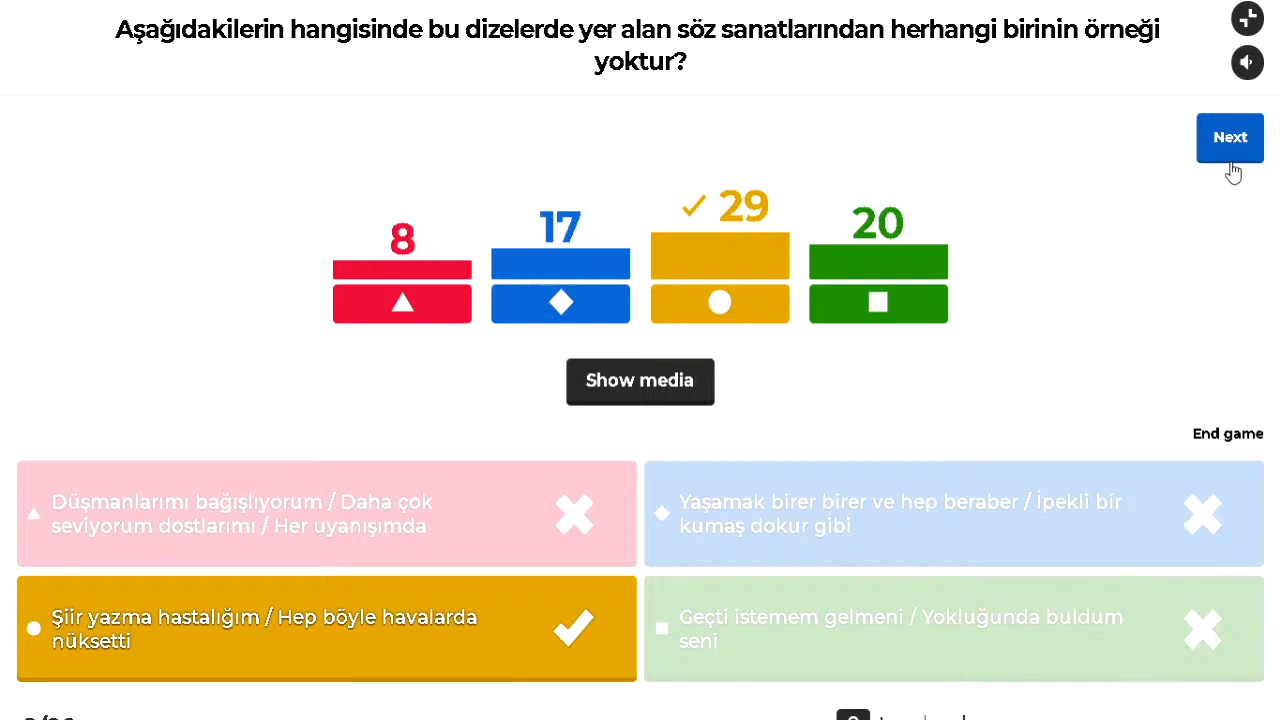 Aşağıdakilerin hangisinde bu dizelerde yer alan söz sanatlarından herhangi birinin örneği
yoktur?
Next
8
17
29
20
Show media
End game
Düşmanlarımı bağışlıyorum / Daha çok
seviyorum dostlarımı / Her uyanışımda
Yaşamak birer birer ve hep beraber / İpekli bir
kumaş dokur gibi
Şiir yazma hastalığım / Hep böyle havalarda
nüksetti
Geçti istemem gelmeni / Yokluğunda buldum
seni